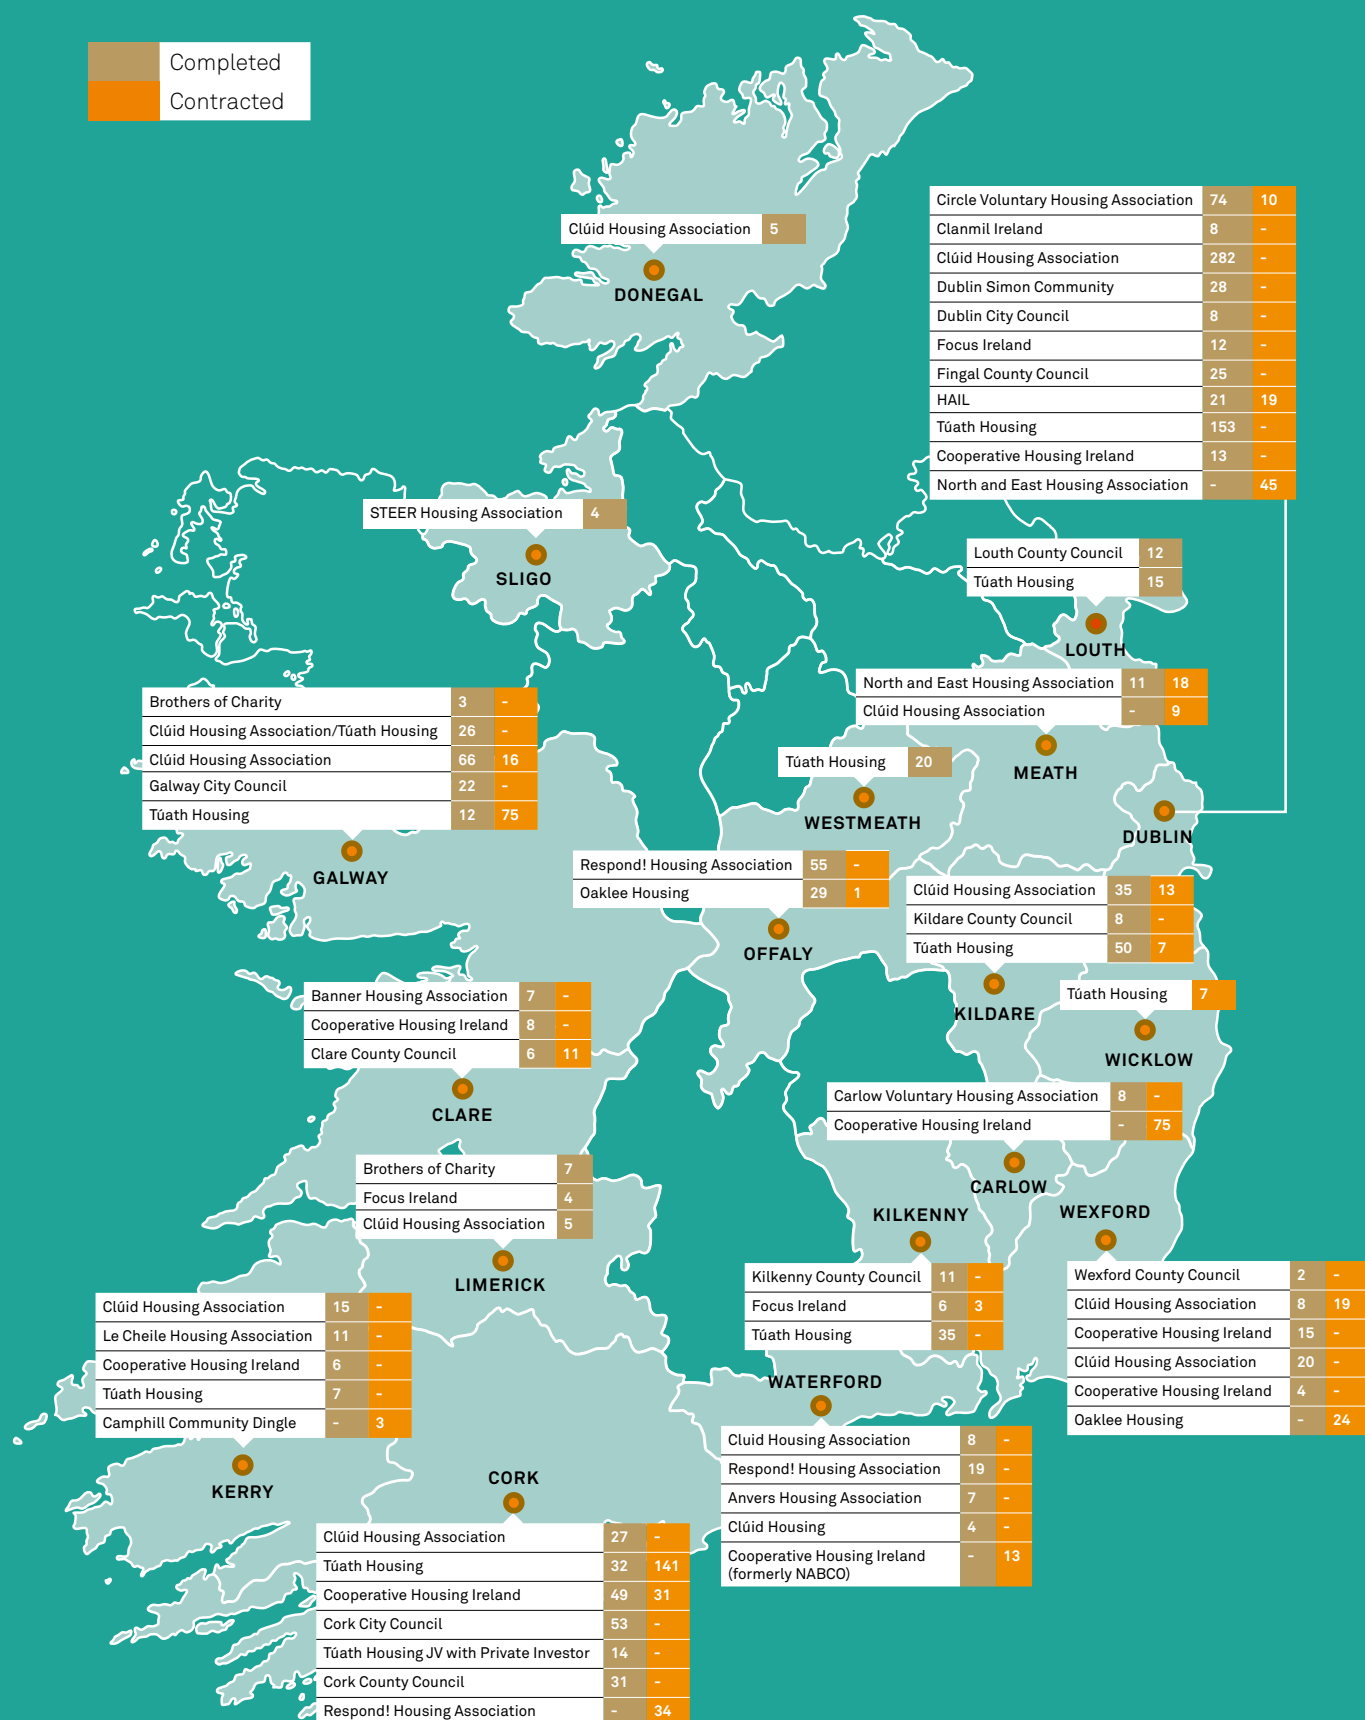 Completed
Contracted
Clúid Housing Association 5
DONEGAL
Circle Voluntary Housing Association 74 10
Clanmil Ireland 8 -
Clúid Housing Association 282 -
Dublin Simon Community 28 -
Dublin City Council 8 -
Focus Ireland 12 -
Fingal County Council 25 -
HAIL 21 19
Túath Housing 153 -
Cooperative Housing Ireland 13 -
North and East Housing Association - 45
STEER Housing Association 4
SLIGO
Louth County Council 12
Túath Housing 15
LOUTH
North and East Housing Association 11 18
Clúid Housing Association - 9
MEATH
Brothers of Charity 3 -
Clúid Housing Association/Túath Housing 26 -
Clúid Housing Association 66 16
Galway City Council 22 -
Túath Housing 12 75
GALWAY
Túath Housing 20
WESTMEATH
DUBLIN
Respond! Housing Association 55 -
Oaklee Housing 29 1
OFFALY
Clúid Housing Association 35 13
Kildare County Council 8 -
Túath Housing 50 7
KILDARE
Túath Housing 7
WICKLOW
Banner Housing Association 7 -
Cooperative Housing Ireland 8 -
Clare County Council 6 11
CLARE
Carlow Voluntary Housing Association 8 -
Cooperative Housing Ireland - 75
CARLOW
Brothers of Charity 7
Focus Ireland 4
Clúid Housing Association 5
LIMERICK
KILKENNY
Kilkenny County Council 11 -
Focus Ireland 6 3
Túath Housing 35 -
WEXFORD
Wexford County Council 2 -
Clúid Housing Association 8 19
Cooperative Housing Ireland 15 -
Clúid Housing Association 20 -
Cooperative Housing Ireland 4 -
Oaklee Housing - 24
Clúid Housing Association 15 -
Le Cheile Housing Association 11 -
Cooperative Housing Ireland 6 -
Túath Housing 7 -
Camphill Community Dingle - 3
KERRY
WATERFORD
Cluid Housing Association 8 -
Respond! Housing Association 19 -
Anvers Housing Association 7 -
Clúid Housing 4 -
Cooperative Housing Ireland - 13
(formerly NABCO)
CORK
Clúid Housing Association 27 -
Túath Housing 32 141
Cooperative Housing Ireland 49 31
Cork City Council 53 -
Túath Housing JV with Private Investor 14 -
Cork County Council 31 -
Respond! Housing Association - 34